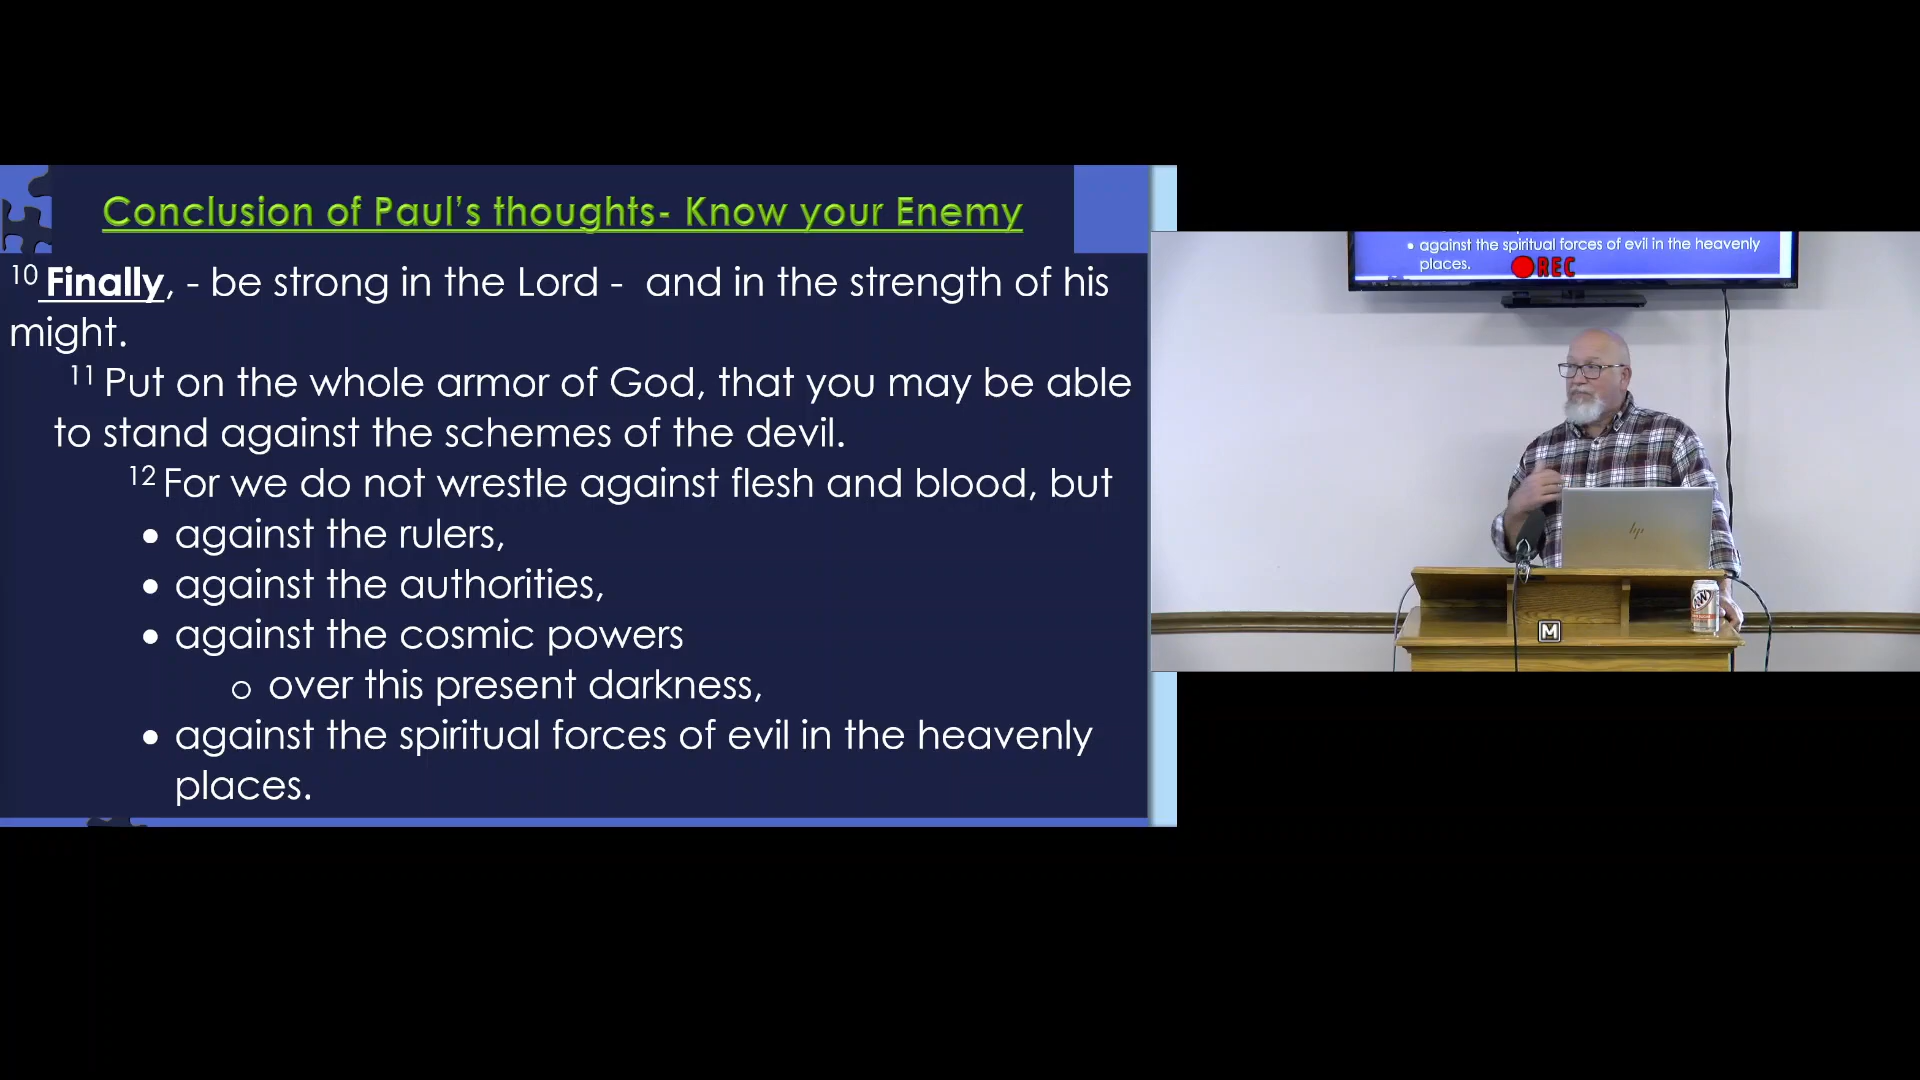 Conclusion of Paul’s thoughts- Know your Enemy
10 Finally, - be strong in the Lord - and in the strength of his
might.
11 Put on the whole armor of God, that you may be able
to stand against the schemes of the devil.
12 For we do not wrestle against flesh and blood, but
• against the rulers,
• against the authorities,
• against the cosmic powers
o over this present darkness,
• against the spiritual forces of evil in the heavenly
places.
• against the spiritual forces of evil in the heavenly
places.
REC
hp
A&W
M